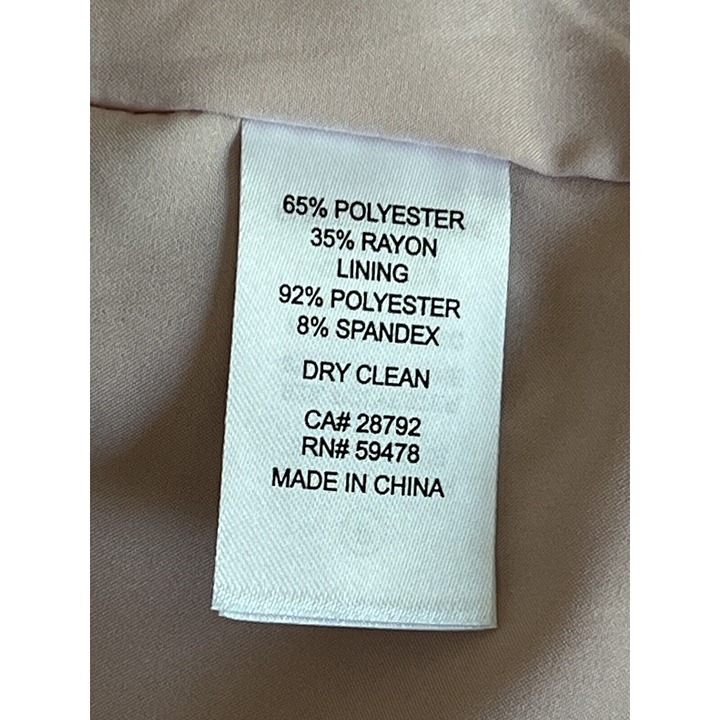 65% POLYESTER
35% RAYON
LINING
92% POLYESTER
8% SPANDEX
DRY CLEAN
CA# 28792
RN# 59478
MADE IN CHINA